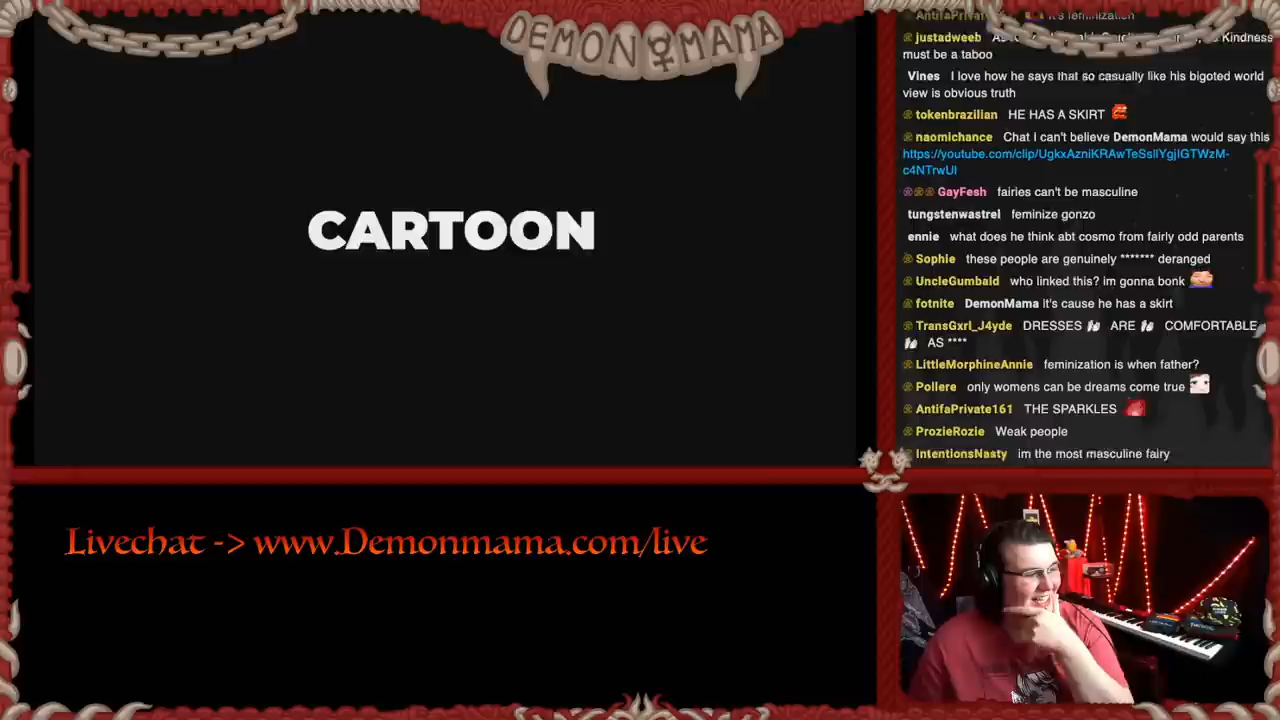 DEMON MAMA
CARTOON
It's feminization
justadweeb
Kindness
must be a taboo
Vines I love how he says that so casually like his bigoted world
view is obvious truth
tokenbrazilian HE HAS A SKIRT
naomichance Chat I can't believe DemonMama would say this
https://youtube.com/clip/UgkxAzniKRAwTeSsllYgjIGTWzM-
c4NTrwUI
GayFesh fairies can't be masculine
tungstenwastrel feminize gonzo
ennie what does he think abt cosmo from fairly odd parents
Sophie these people are genuinely ******* deranged
UncleGumbald who linked this? im gonna bonk
fotnite DemonMama it's cause he has a skirt
TransGxrl_J4yde DRESSES ARE COMFORTABLE
AS ****
LittleMorphineAnnie feminization is when father?
Pollere only womens can be dreams come true
AntifaPrivate161 THE SPARKLES
ProzieRozie Weak people
IntentionsNasty im the most masculine fairy
Livechat -> www.Demonmama.com/live